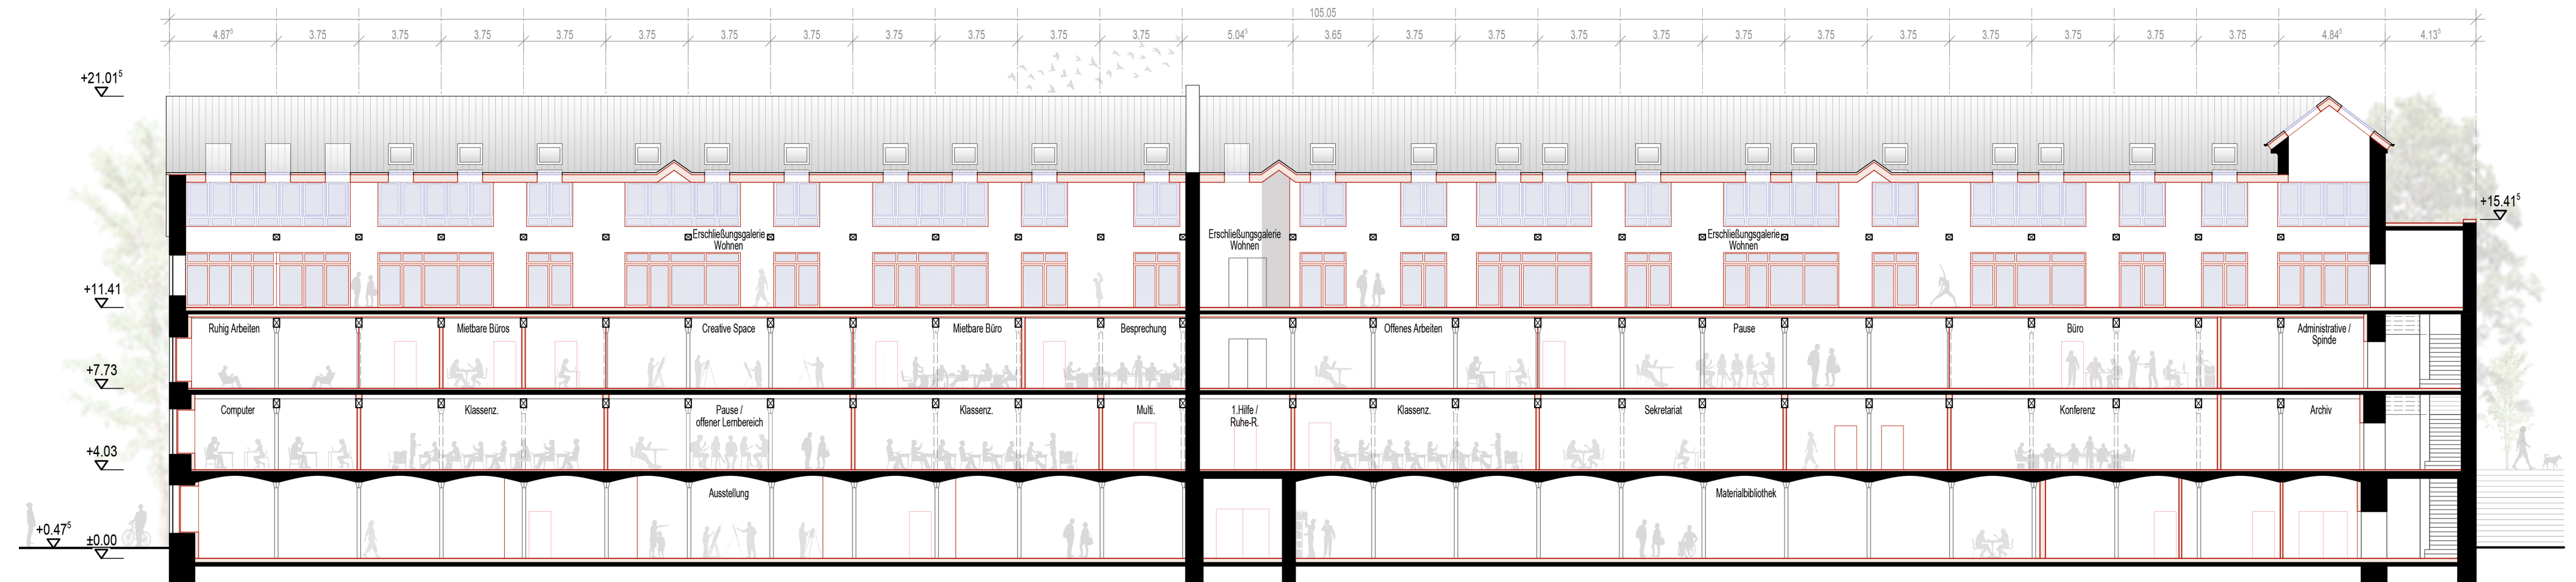 105.05
4.87⁵ 3.75 3.75 3.75 3.75 3.75 3.75 3.75 3.75 3.75 3.75 3.75 5.04⁵ 3.65 3.75 3.75 3.75 3.75 3.75 3.75 3.75 3.75 3.75 3.75 3.75 4.84⁵ 4.13⁵
+21.01⁵
+15.41⁵
Erschließungsgalerie
Wohnen
Erschließungsgalerie
Wohnen
Erschließungsgalerie
Wohnen
+11.41
Ruhig Arbeiten
Mietbare Büros
Creative Space
Mietbare Büro
Besprechung
Offenes Arbeiten
Pause
Büro
Administrative /
Spinde
+7.73
Computer
Klassenz.
Pause /
offener Lernbereich
Klassenz.
Multi.
1.Hilfe /
Ruhe-R.
Klassenz.
Sekretariat
Konferenz
Archiv
+4.03
Ausstellung
Materialbibliothek
+0.47⁵
±0.00